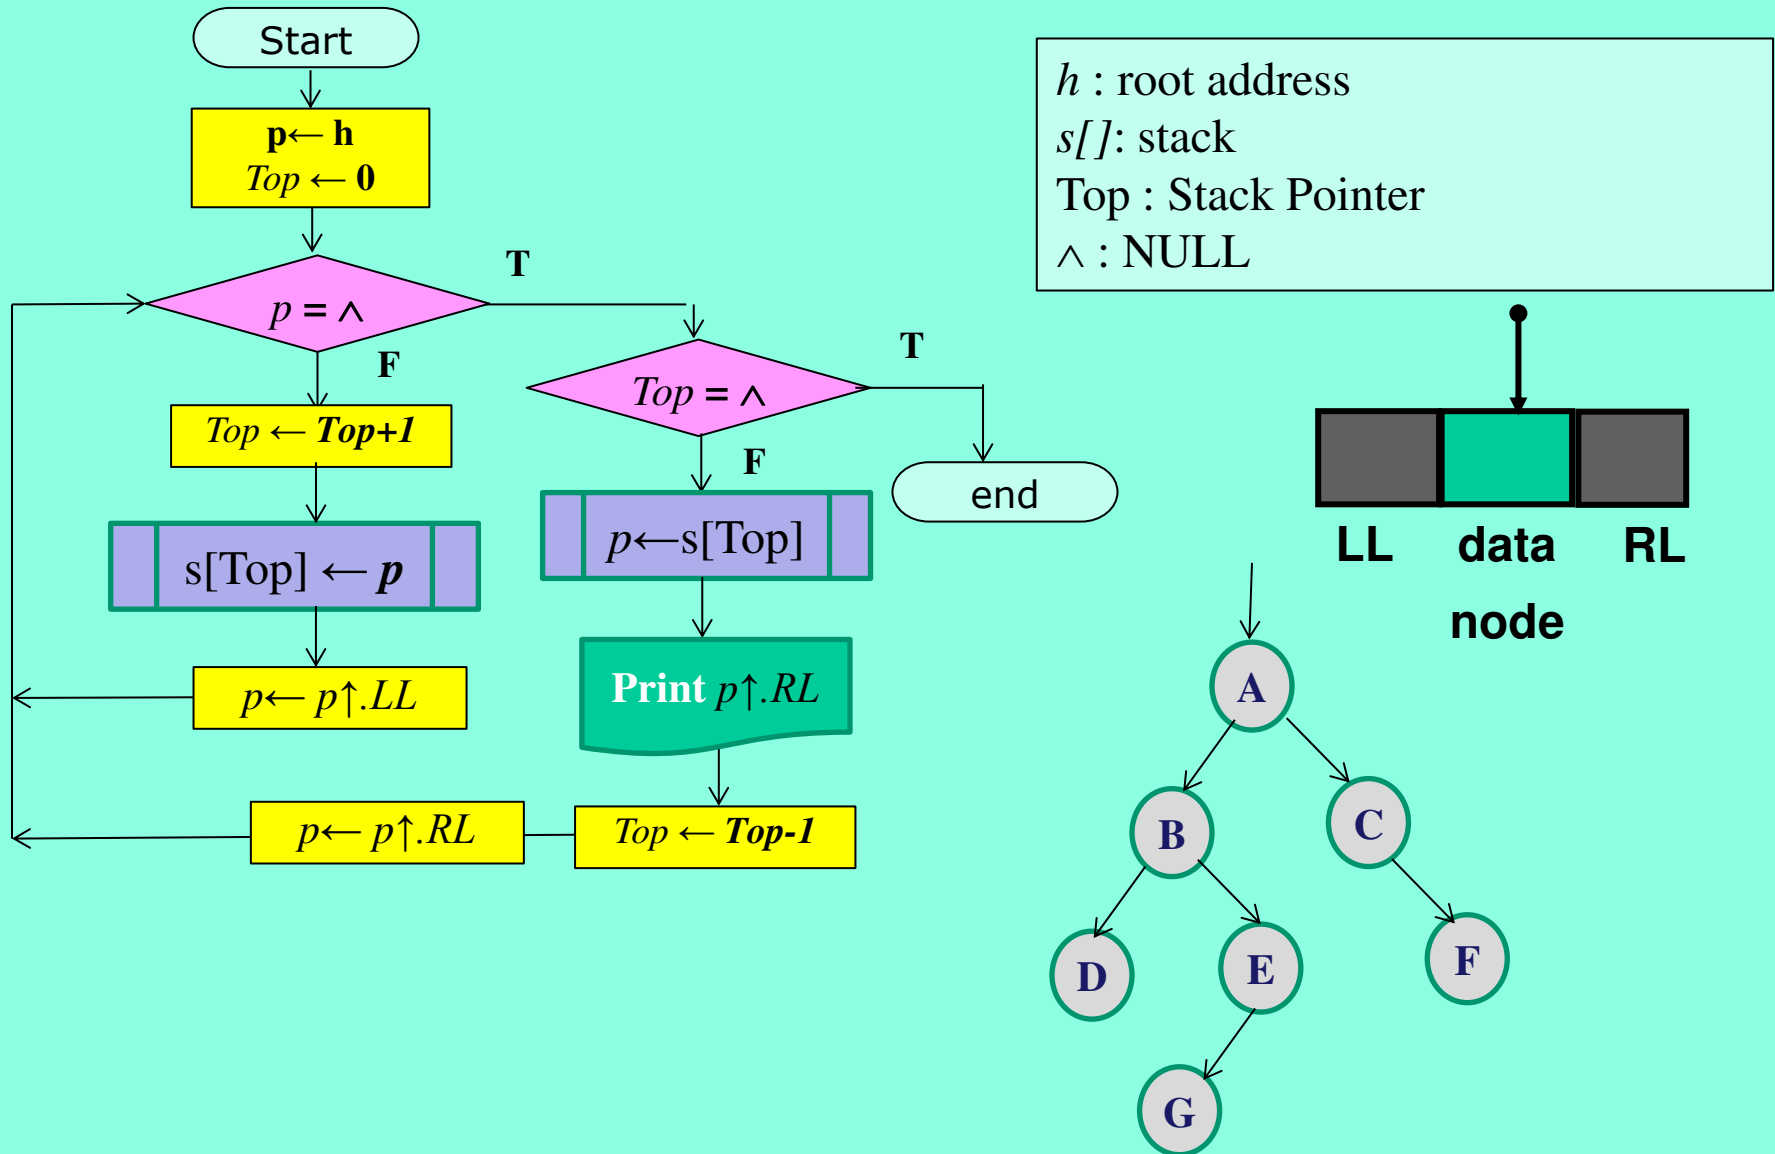 Start
p← h
Top ← 0
p = ∧
T
F
Top ← Top+1
s[Top] ← p
p← p↑.LL
Top = ∧
T
F
end
p←s[Top]
Print p↑.RL
Top ← Top-1
p← p↑.RL
h : root address
s[]: stack
Top : Stack Pointer
∧ : NULL
LL data RL
node
A
B
C
D
E
F
G